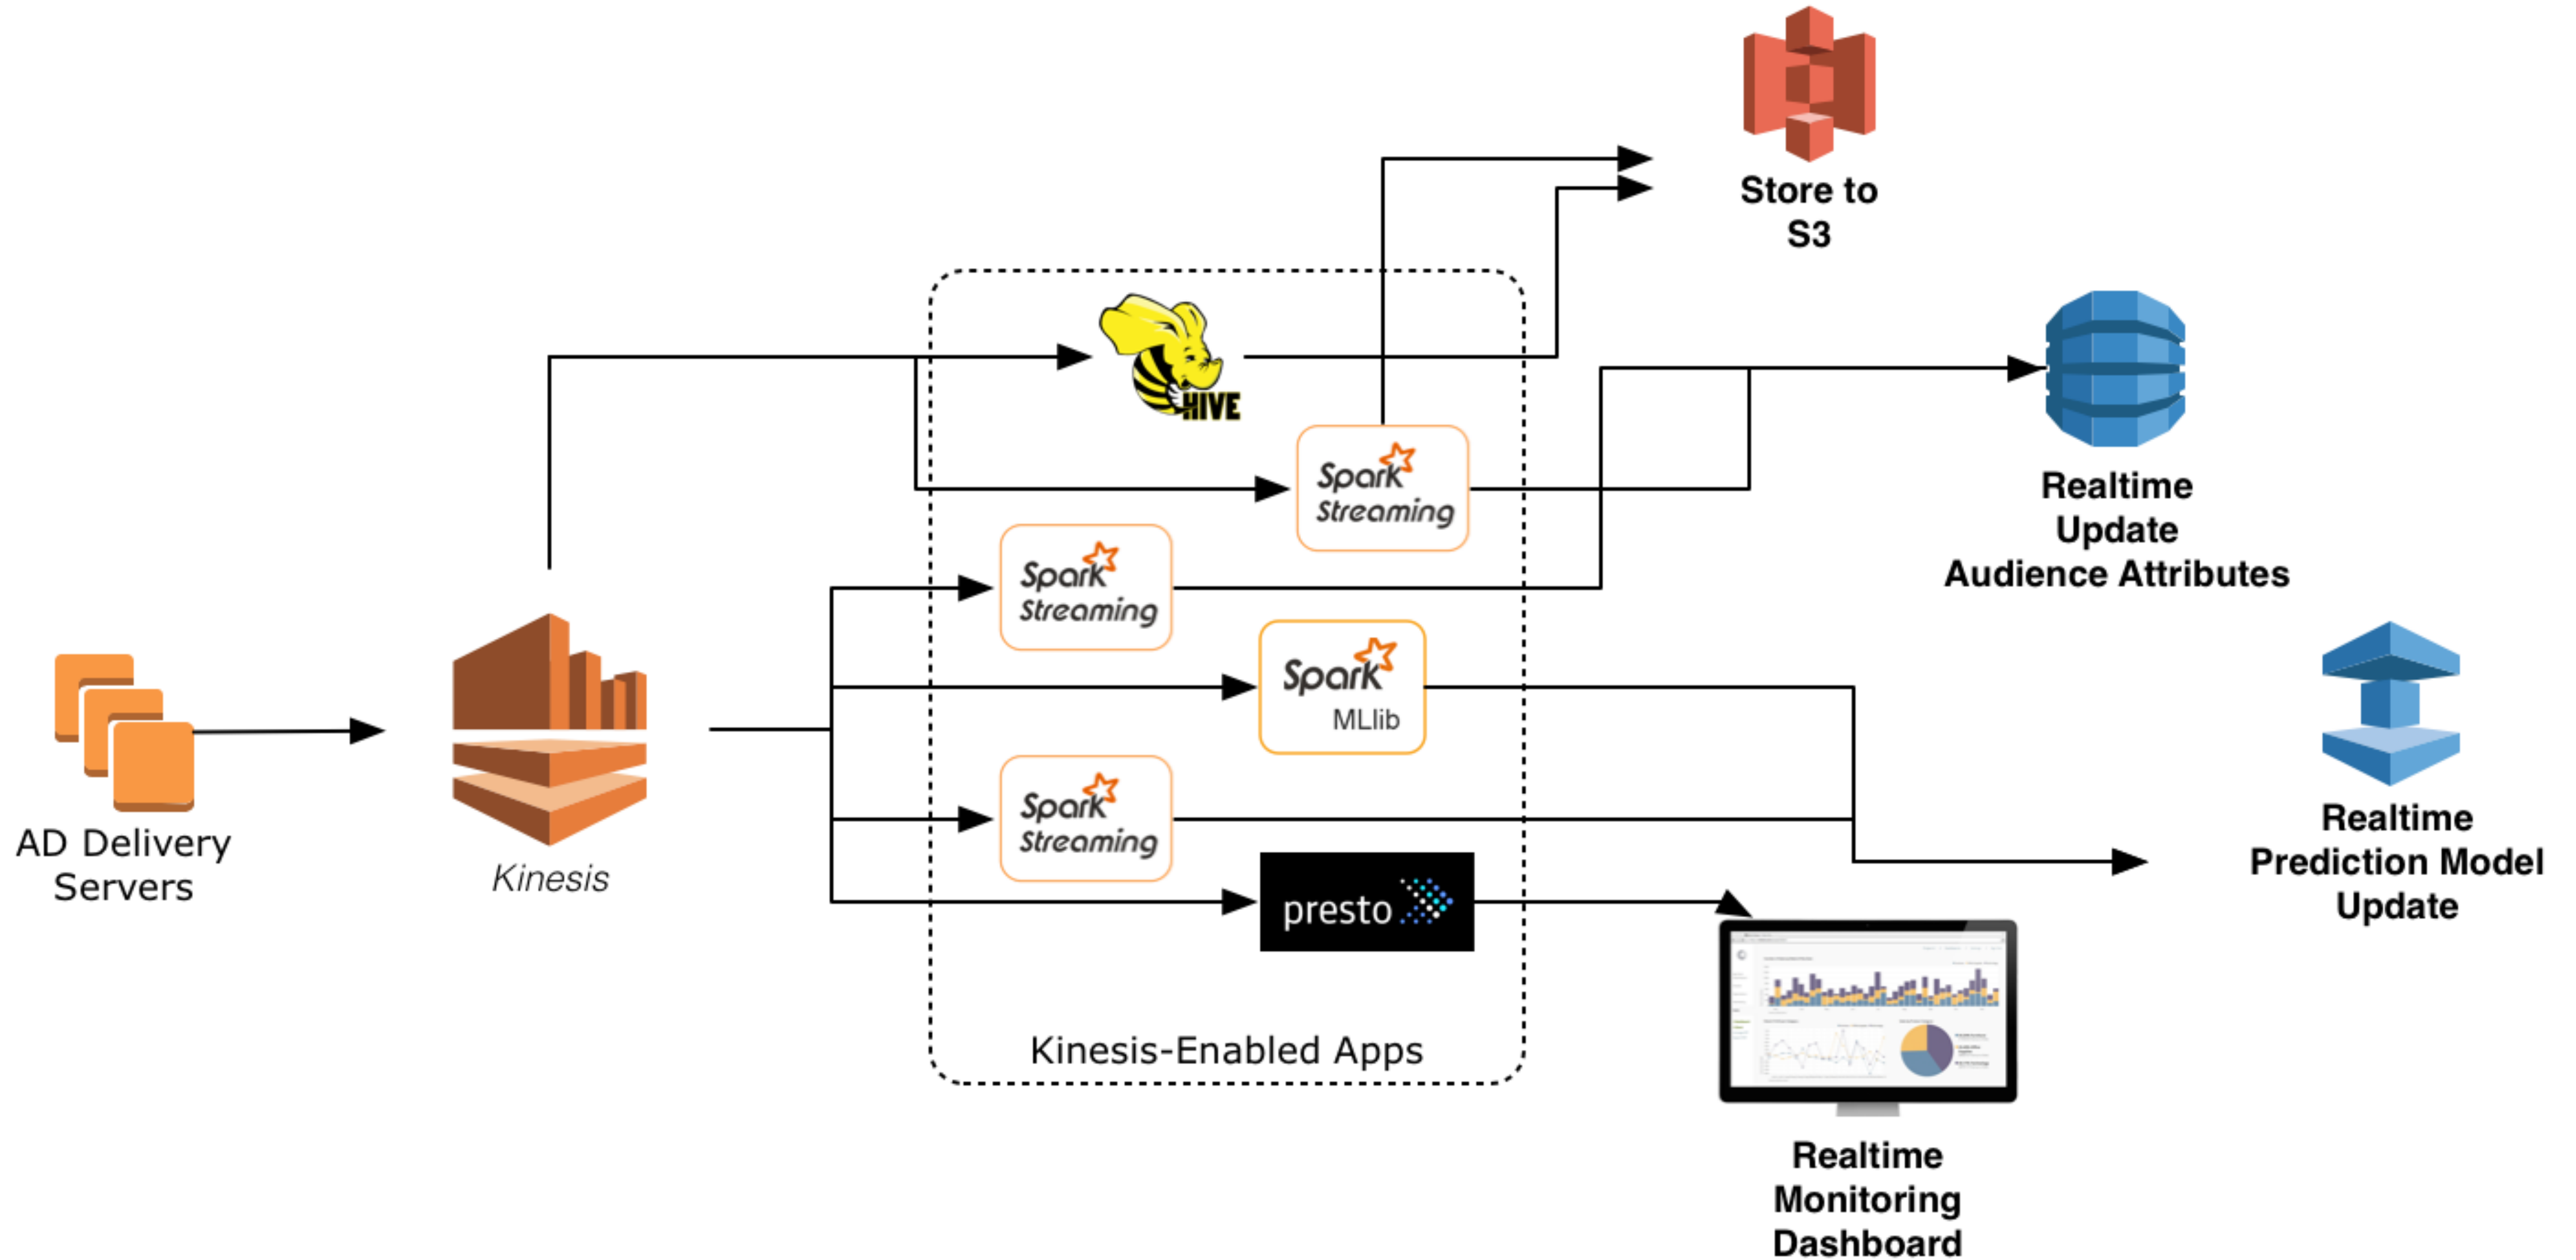 Store to
S3
HIVE
Spark
Streaming
Realtime
Update
Audience Attributes
Spark
Streaming
Spark
MLlib
AD Delivery
Servers
Kinesis
Spark
Streaming
presto
Realtime
Prediction Model
Update
Kinesis-Enabled Apps
Realtime
Monitoring
Dashboard